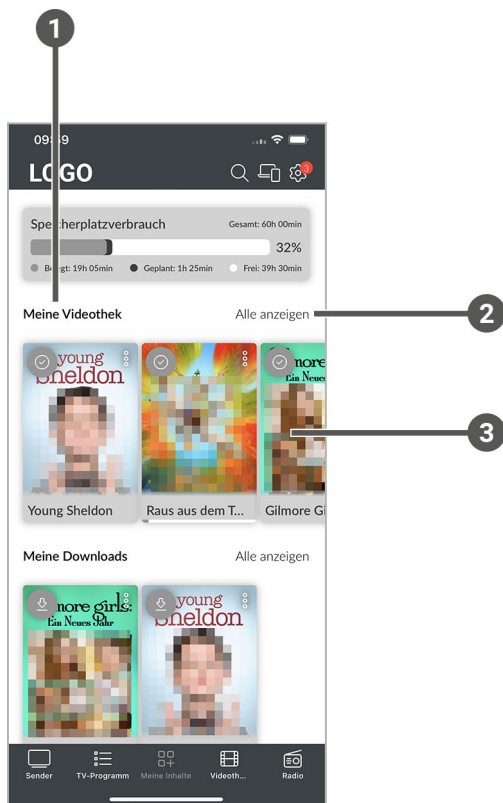 1
09:59
LOGO
3
Speicherplatzverbrauch
Gesamt: 60h 00min
32%
Belegt: 19h 05min
Geplant: 1h 25min
Frei: 39h 30min
Meine Videothek
Alle anzeigen
2
young
Sheldon
more
Ein Neues
3
Young Sheldon
Raus aus dem T...
Gilmore Gi
Meine Downloads
Alle anzeigen
more girls:
Ein Neues Jahr
young
Sheldon
Sender
TV-Programm
Meine Inhalte
Videoth...
Radio